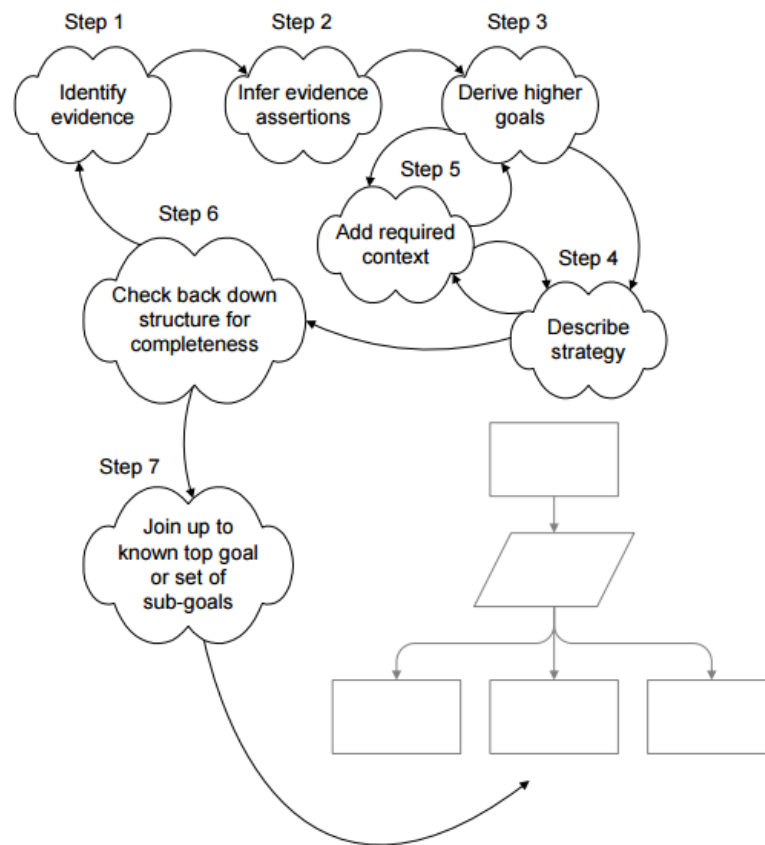 Step 1
Step 2
Step 3
Identify
evidence
Infer evidence
assertions
Derive higher
goals
Step 5
Step 6
Add required
context
Step 4
Check back down
structure for
completeness
Describe
strategy
Step 7
Join up to
known top goal
or set of
sub-goals